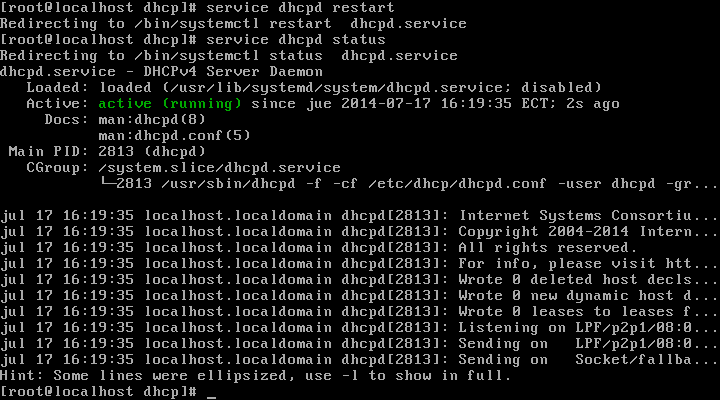 [root@localhost dhcp]# service dhcpd restart
Redirecting to /bin/systemctl restart  dhcpd.service
[root@localhost dhcp]# service dhcpd status
Redirecting to /bin/systemctl status  dhcpd.service
dhcpd.service - DHCPv4 Server Daemon
   Loaded: loaded (/usr/lib/systemd/system/dhcpd.service; disabled)
   Active: active (running) since jue 2014-07-17 16:19:35 ECT; 2s ago
     Docs: man:dhcpd(8)
           man:dhcpd.conf(5)
 Main PID: 2813 (dhcpd)
   CGroup: /system.slice/dhcpd.service
           └─2813 /usr/sbin/dhcpd -f -cf /etc/dhcp/dhcpd.conf -user dhcpd -gr...
jul 17 16:19:35 localhost.localdomain dhcpd[2813]: Internet Systems Consortiu...
jul 17 16:19:35 localhost.localdomain dhcpd[2813]: Copyright 2004-2014 Intern...
jul 17 16:19:35 localhost.localdomain dhcpd[2813]: All rights reserved.
jul 17 16:19:35 localhost.localdomain dhcpd[2813]: For info, please visit htt...
jul 17 16:19:35 localhost.localdomain dhcpd[2813]: Wrote 0 deleted host decls...
jul 17 16:19:35 localhost.localdomain dhcpd[2813]: Wrote 0 new dynamic host d...
jul 17 16:19:35 localhost.localdomain dhcpd[2813]: Wrote 0 leases to leases f...
jul 17 16:19:35 localhost.localdomain dhcpd[2813]: Listening on LPF/p2p1/08:0...
jul 17 16:19:35 localhost.localdomain dhcpd[2813]: Sending on   LPF/p2p1/08:0...
jul 17 16:19:35 localhost.localdomain dhcpd[2813]: Sending on   Socket/fallba...
Hint: Some lines were ellipsized, use -l to show in full.
[root@localhost dhcp]# _